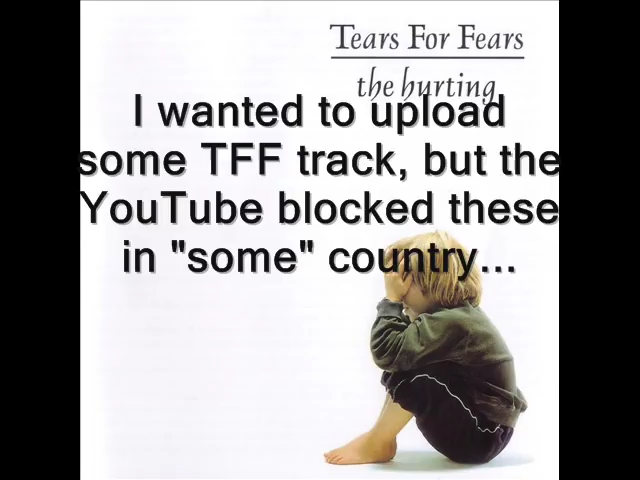 Tears For Fears
the hurting
I wanted to upload
some TFF track, but the
YouTube blocked these
in "some" country...